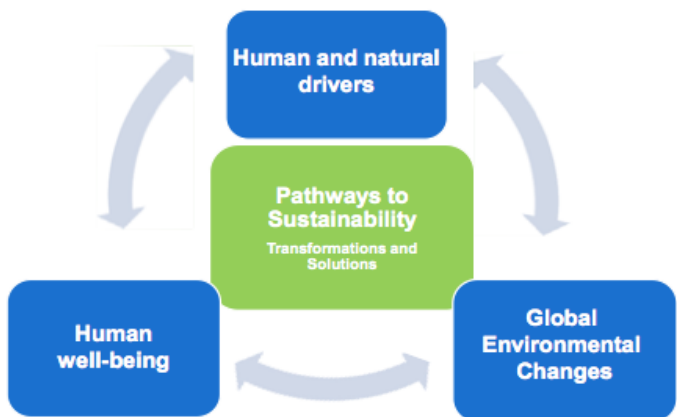 Human and natural
drivers
Pathways to
Sustainability
Transformations and
Solutions
Human
well-being
Global
Environmental
Changes